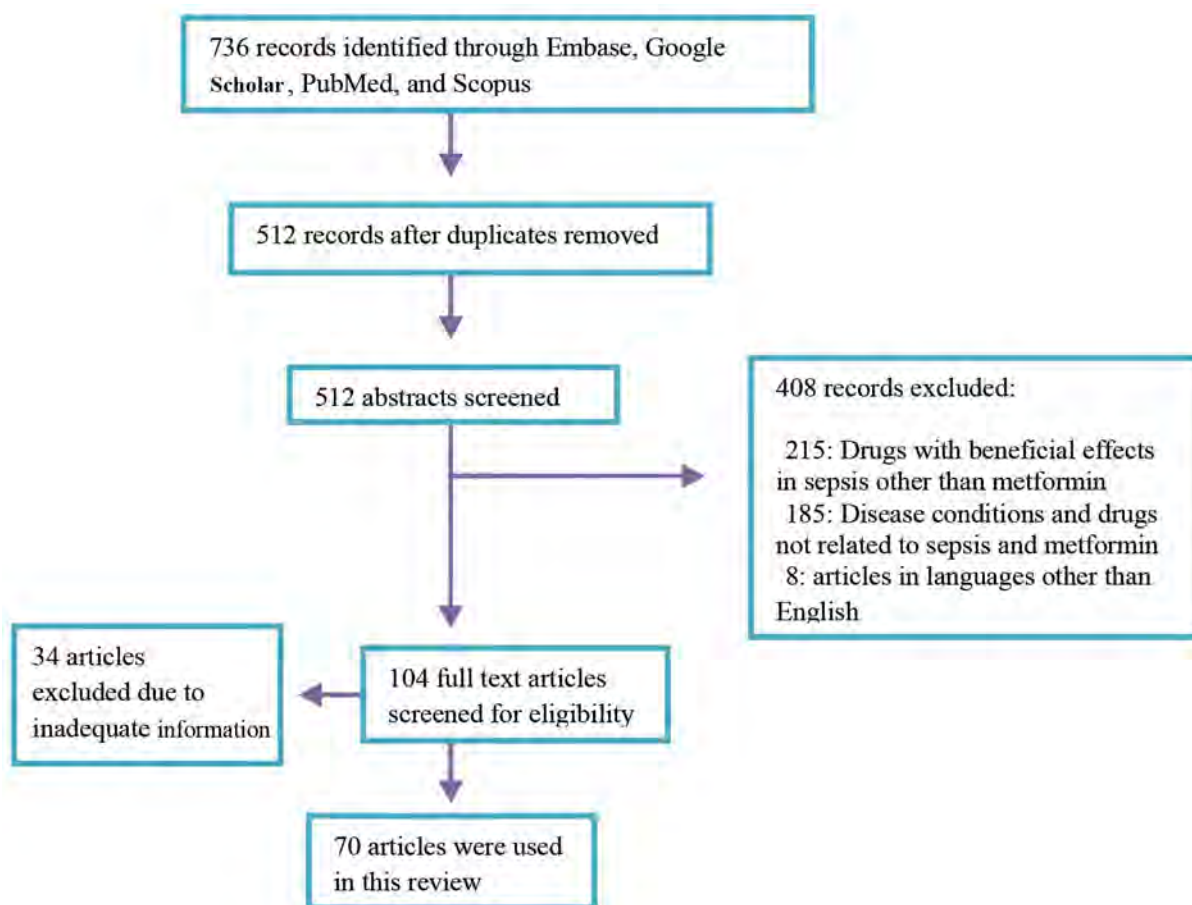 736 records identified through Embase, Google
Scholar, PubMed, and Scopus
512 records after duplicates removed
512 abstracts screened
408 records excluded:
215: Drugs with beneficial effects
in sepsis other than metformin
185: Disease conditions and drugs
not related to sepsis and metformin
8: articles in languages other than
English
34 articles
excluded due to
inadequate information
104 full text articles
screened for eligibility
70 articles were used
in this review